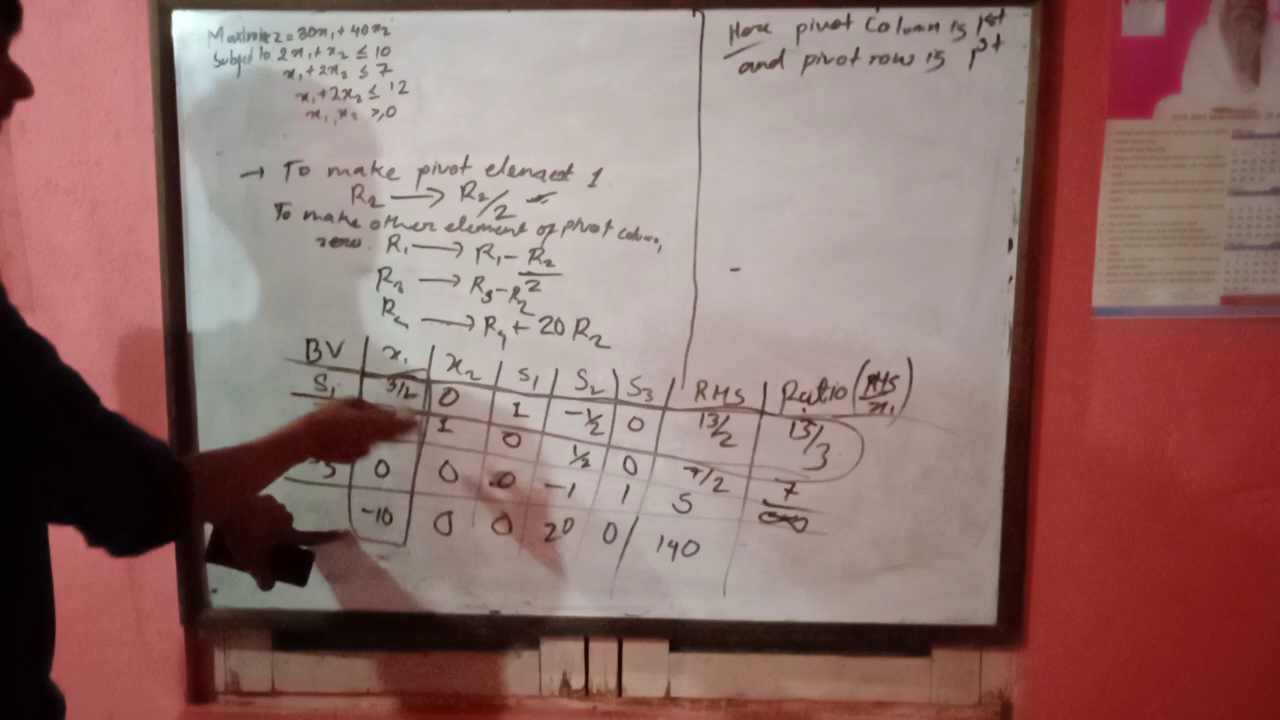 Maximize z = 30x₁ + 40x₂
Subject to 2x₁ + x₂ ≤ 10
x₁ + 2x₂ ≤ 7
x₁ + 2x₂ ≤ 12
x₁, x₂ ≥, 0
→ To make pivot element 1
R₂ → R₂/2
To make other element of pivot column,
zero. R₁ → R₁ - R₂/2
R₃ → R₃ - R₂
R₄ → R₄ + 20 R₂
Here pivot column is 1st
and pivot row is 1st
BV | x₁ | x₂ | S₁ | S₂ | S₃ | RHS | Ratio (RHS/x₁)
S₁ | 3/2 | 0 | 1 | -1/2 | 0 | 13/2 | 13/3
1 | 0 | 1/2 | 0 | 7/2 | 7
0 | 0 | 0 | -1 | 1 | 5 | ∞
-10 | 0 | 0 | 20 | 0 | 140